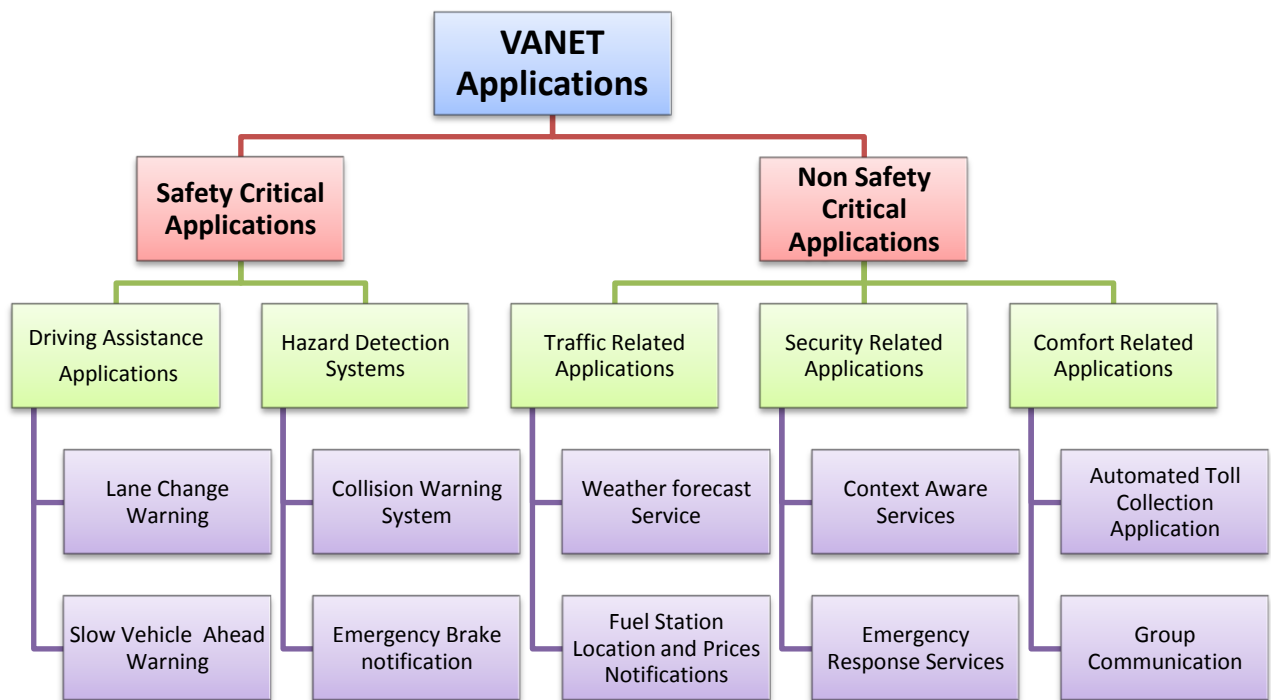 VANET
Applications
Safety Critical
Applications
Non Safety
Critical
Applications
Driving Assistance
Applications
Hazard Detection
Systems
Traffic Related
Applications
Security Related
Applications
Comfort Related
Applications
Lane Change
Warning
Collision Warning
System
Weather forecast
Service
Context Aware
Services
Automated Toll
Collection
Application
Slow Vehicle Ahead
Warning
Emergency Brake
notification
Fuel Station
Location and Prices
Notifications
Emergency
Response Services
Group
Communication